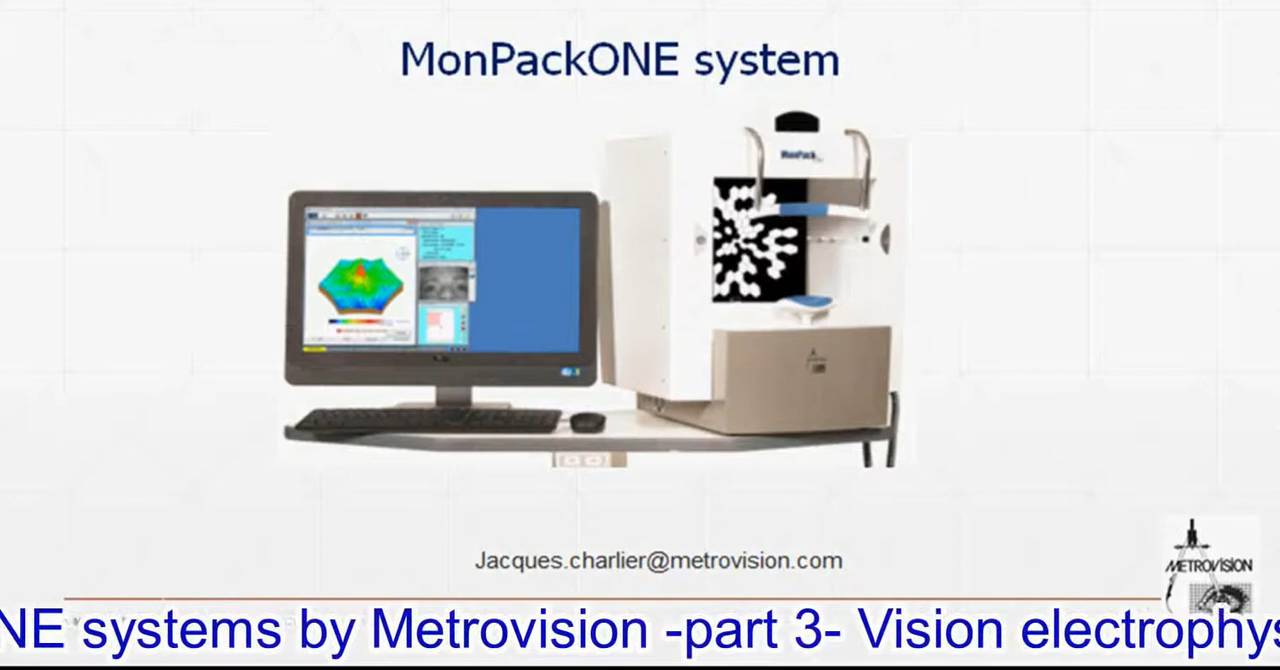 MonPackONE system
MonPack
Jacques.charlier@metrovision.com
METROVISION
NE systems by Metrovision -part 3- Vision electrophys